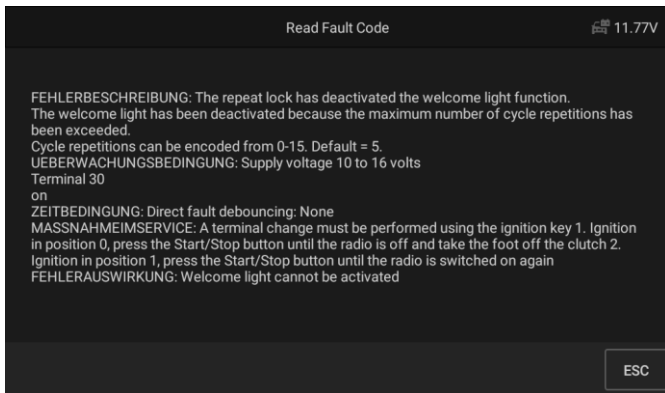 Read Fault Code
11.77V
FEHLERBESCHREIBUNG: The repeat lock has deactivated the welcome light function.
The welcome light has been deactivated because the maximum number of cycle repetitions has
been exceeded.
Cycle repetitions can be encoded from 0-15. Default = 5.
UEBERWACHUNGSBEDINGUNG: Supply voltage 10 to 16 volts
Terminal 30
on
ZEITBEDINGUNG: Direct fault debouncing: None
MASSNAHMEIMSERVICE: A terminal change must be performed using the ignition key 1. Ignition
in position 0, press the Start/Stop button until the radio is off and take the foot off the clutch 2.
Ignition in position 1, press the Start/Stop button until the radio is switched on again
FEHLERAUSWIRKUNG: Welcome light cannot be activated
ESC